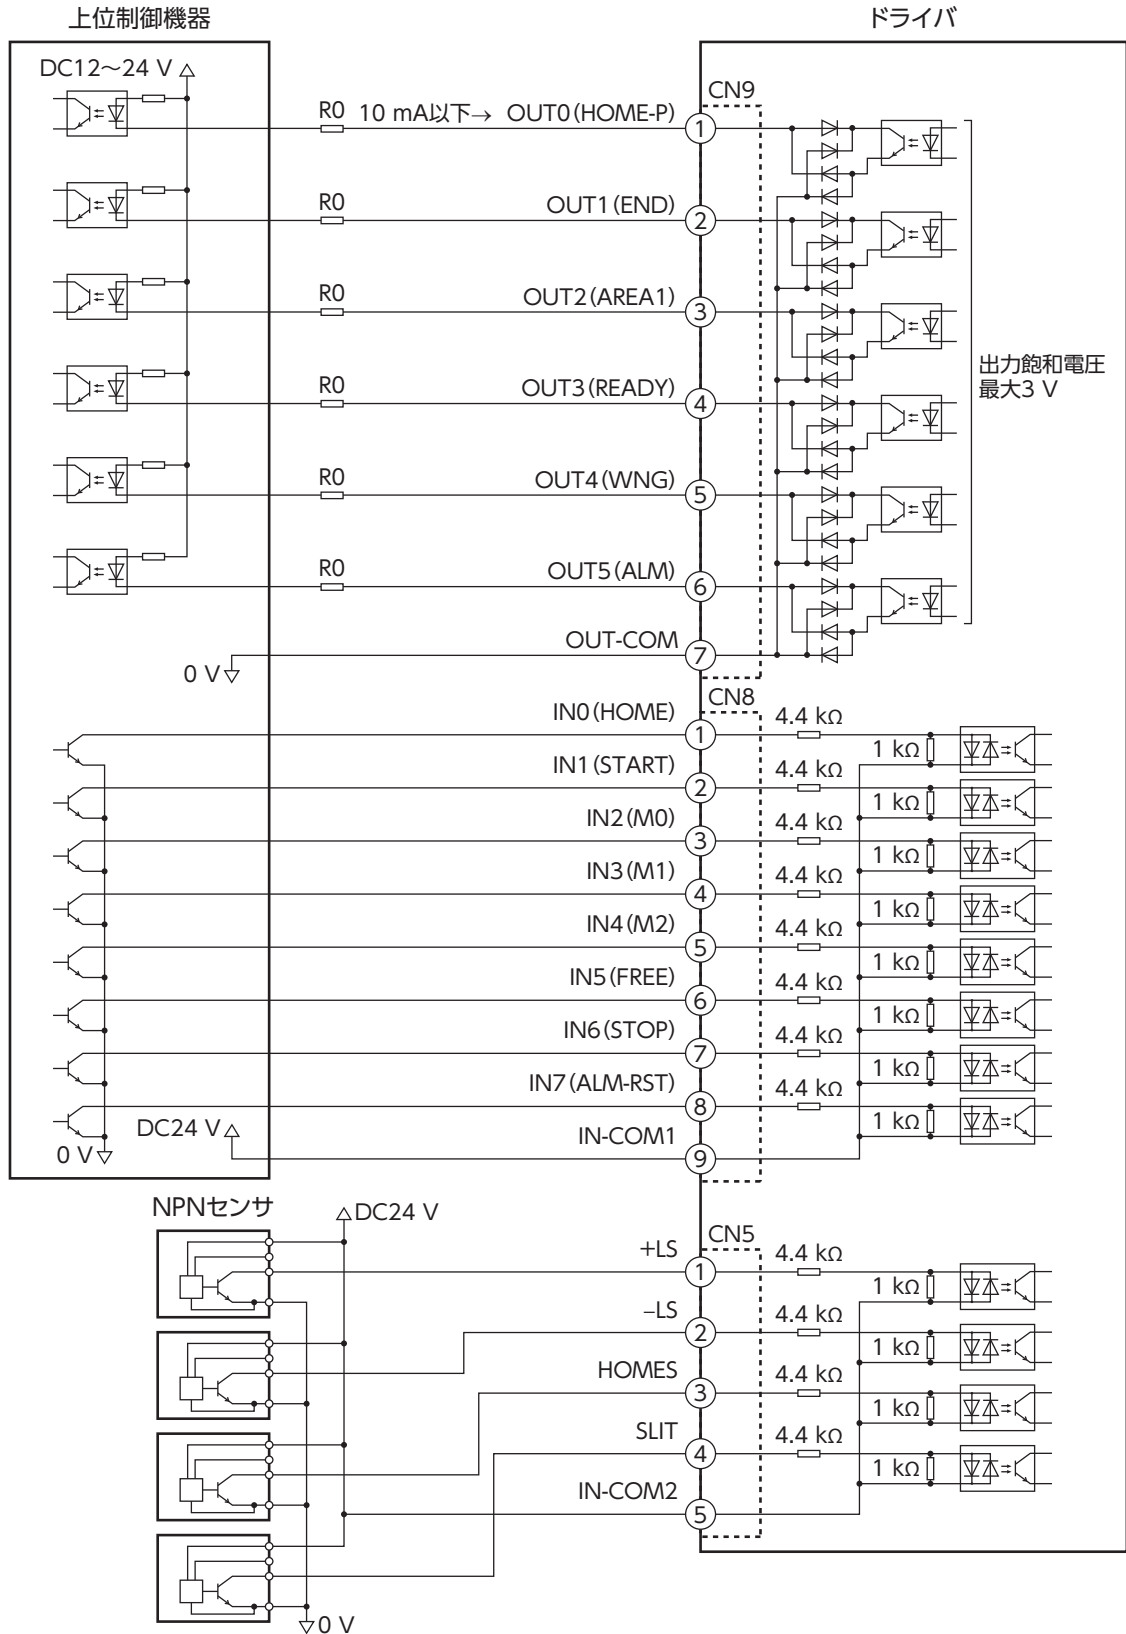 上位制御機器
ドライバ
DC12～24 V
CN9
R0 10 mA以下→ OUT0(HOME-P)
1
R0
OUT1(END)
2
R0
OUT2(AREA1)
3
R0
OUT3(READY)
4
出力飽和電圧
最大3 V
R0
OUT4(WNG)
5
R0
OUT5(ALM)
6
OUT-COM
7
0 V
CN8
IN0(HOME)
1
4.4 kΩ
1 kΩ
IN1(START)
2
4.4 kΩ
1 kΩ
IN2(M0)
3
4.4 kΩ
1 kΩ
IN3(M1)
4
4.4 kΩ
1 kΩ
IN4(M2)
5
4.4 kΩ
1 kΩ
IN5(FREE)
6
4.4 kΩ
1 kΩ
IN6(STOP)
7
4.4 kΩ
1 kΩ
IN7(ALM-RST)
8
4.4 kΩ
1 kΩ
DC24 V
IN-COM1
9
0 V
NPNセンサ
DC24 V
CN5
+LS
1
4.4 kΩ
1 kΩ
−LS
2
4.4 kΩ
1 kΩ
HOMES
3
4.4 kΩ
1 kΩ
SLIT
4
4.4 kΩ
1 kΩ
IN-COM2
5
0 V